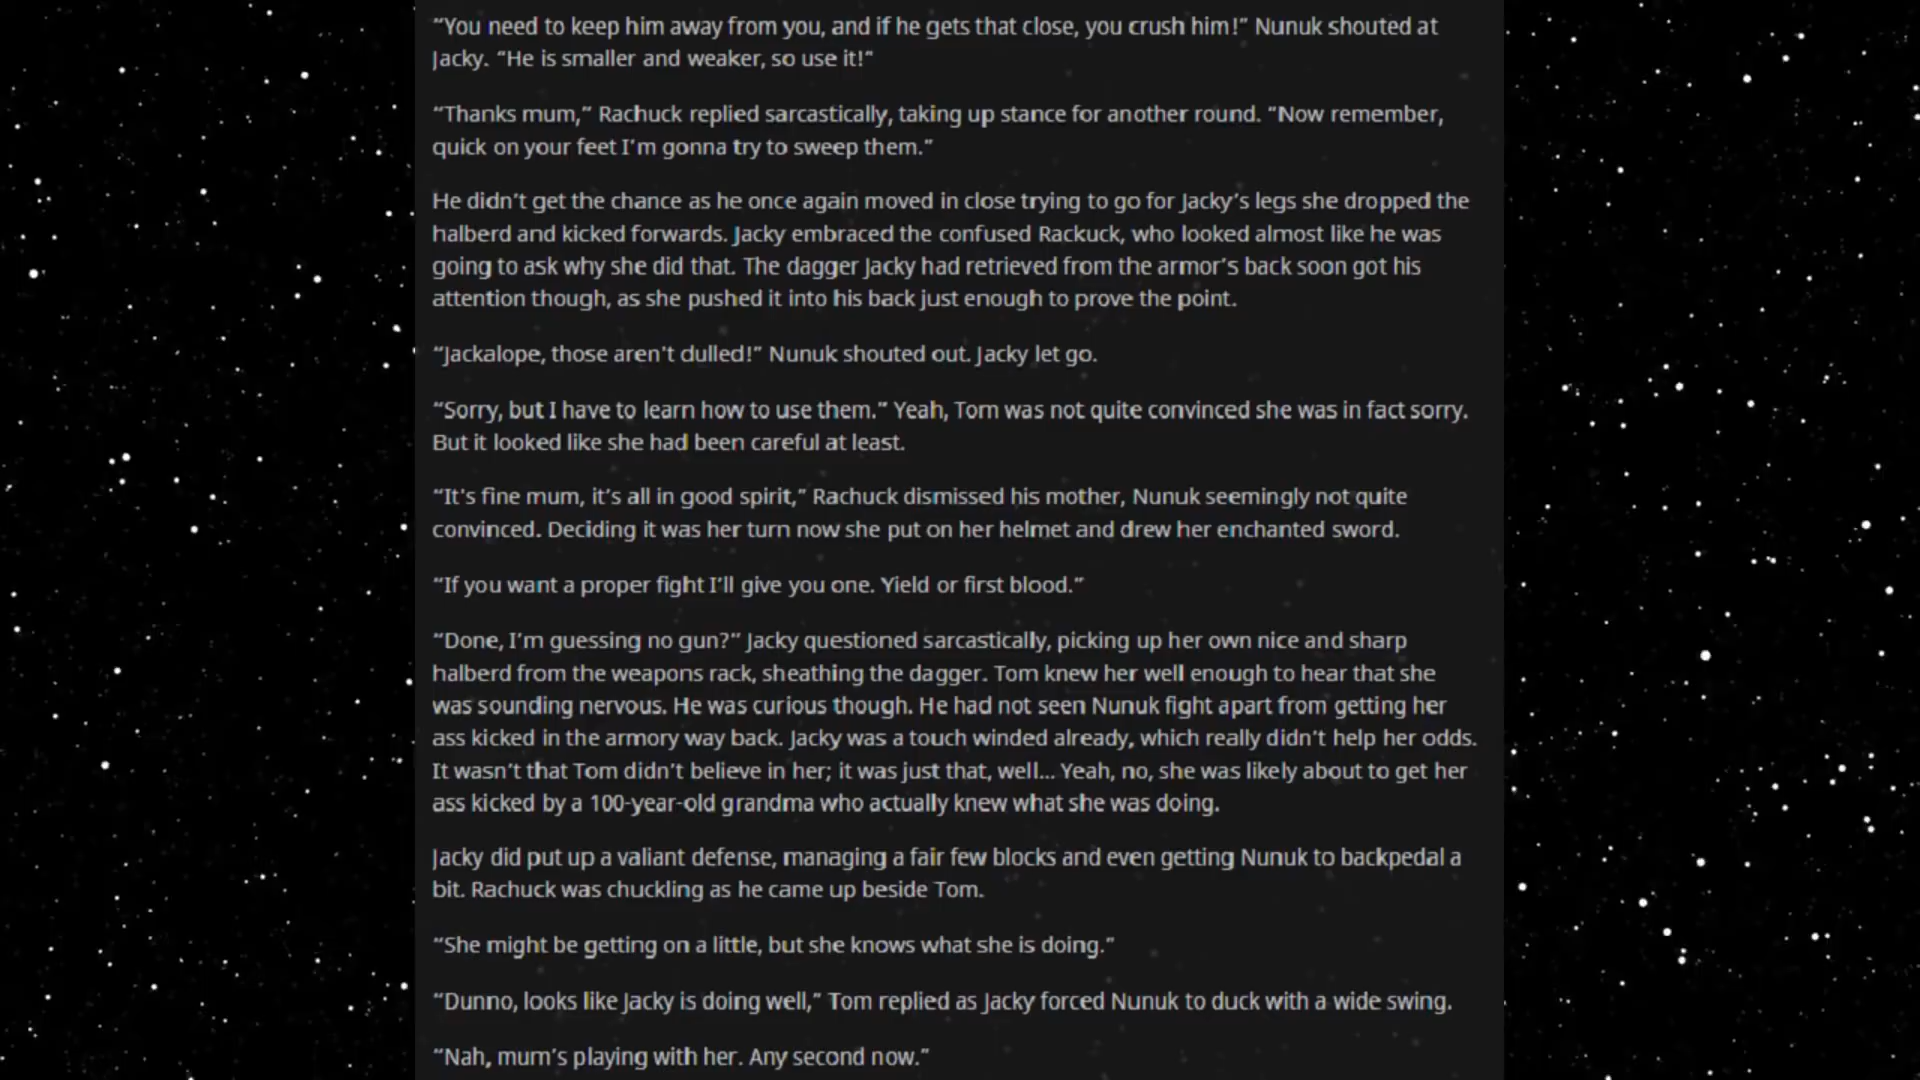 “You need to keep him away from you, and if he gets that close, you crush him!” Nunuk shouted at
Jacky. “He is smaller and weaker, so use it!”
“Thanks mum,” Rachuck replied sarcastically, taking up stance for another round. “Now remember,
quick on your feet I’m gonna try to sweep them.”
He didn’t get the chance as he once again moved in close trying to go for Jacky’s legs she dropped the
halberd and kicked forwards. Jacky embraced the confused Rackuck, who looked almost like he was
going to ask why she did that. The dagger Jacky had retrieved from the armor’s back soon got his
attention though, as she pushed it into his back just enough to prove the point.
“Jackalope, those aren’t dulled!” Nunuk shouted out. Jacky let go.
“Sorry, but I have to learn how to use them.” Yeah, Tom was not quite convinced she was in fact sorry.
But it looked like she had been careful at least.
“It’s fine mum, it’s all in good spirit,” Rachuck dismissed his mother, Nunuk seemingly not quite
convinced. Deciding it was her turn now she put on her helmet and drew her enchanted sword.
“If you want a proper fight I’ll give you one. Yield or first blood.”
“Done, I’m guessing no gun?” Jacky questioned sarcastically, picking up her own nice and sharp
halberd from the weapons rack, sheathing the dagger. Tom knew her well enough to hear that she
was sounding nervous. He was curious though. He had not seen Nunuk fight apart from getting her
ass kicked in the armory way back. Jacky was a touch winded already, which really didn’t help her odds.
It wasn’t that Tom didn’t believe in her; it was just that, well... Yeah, no, she was likely about to get her
ass kicked by a 100-year-old grandma who actually knew what she was doing.
Jacky did put up a valiant defense, managing a fair few blocks and even getting Nunuk to backpedal a
bit. Rachuck was chuckling as he came up beside Tom.
“She might be getting on a little, but she knows what she is doing.”
“Dunno, looks like Jacky is doing well,” Tom replied as Jacky forced Nunuk to duck with a wide swing.
“Nah, mum’s playing with her. Any second now.”